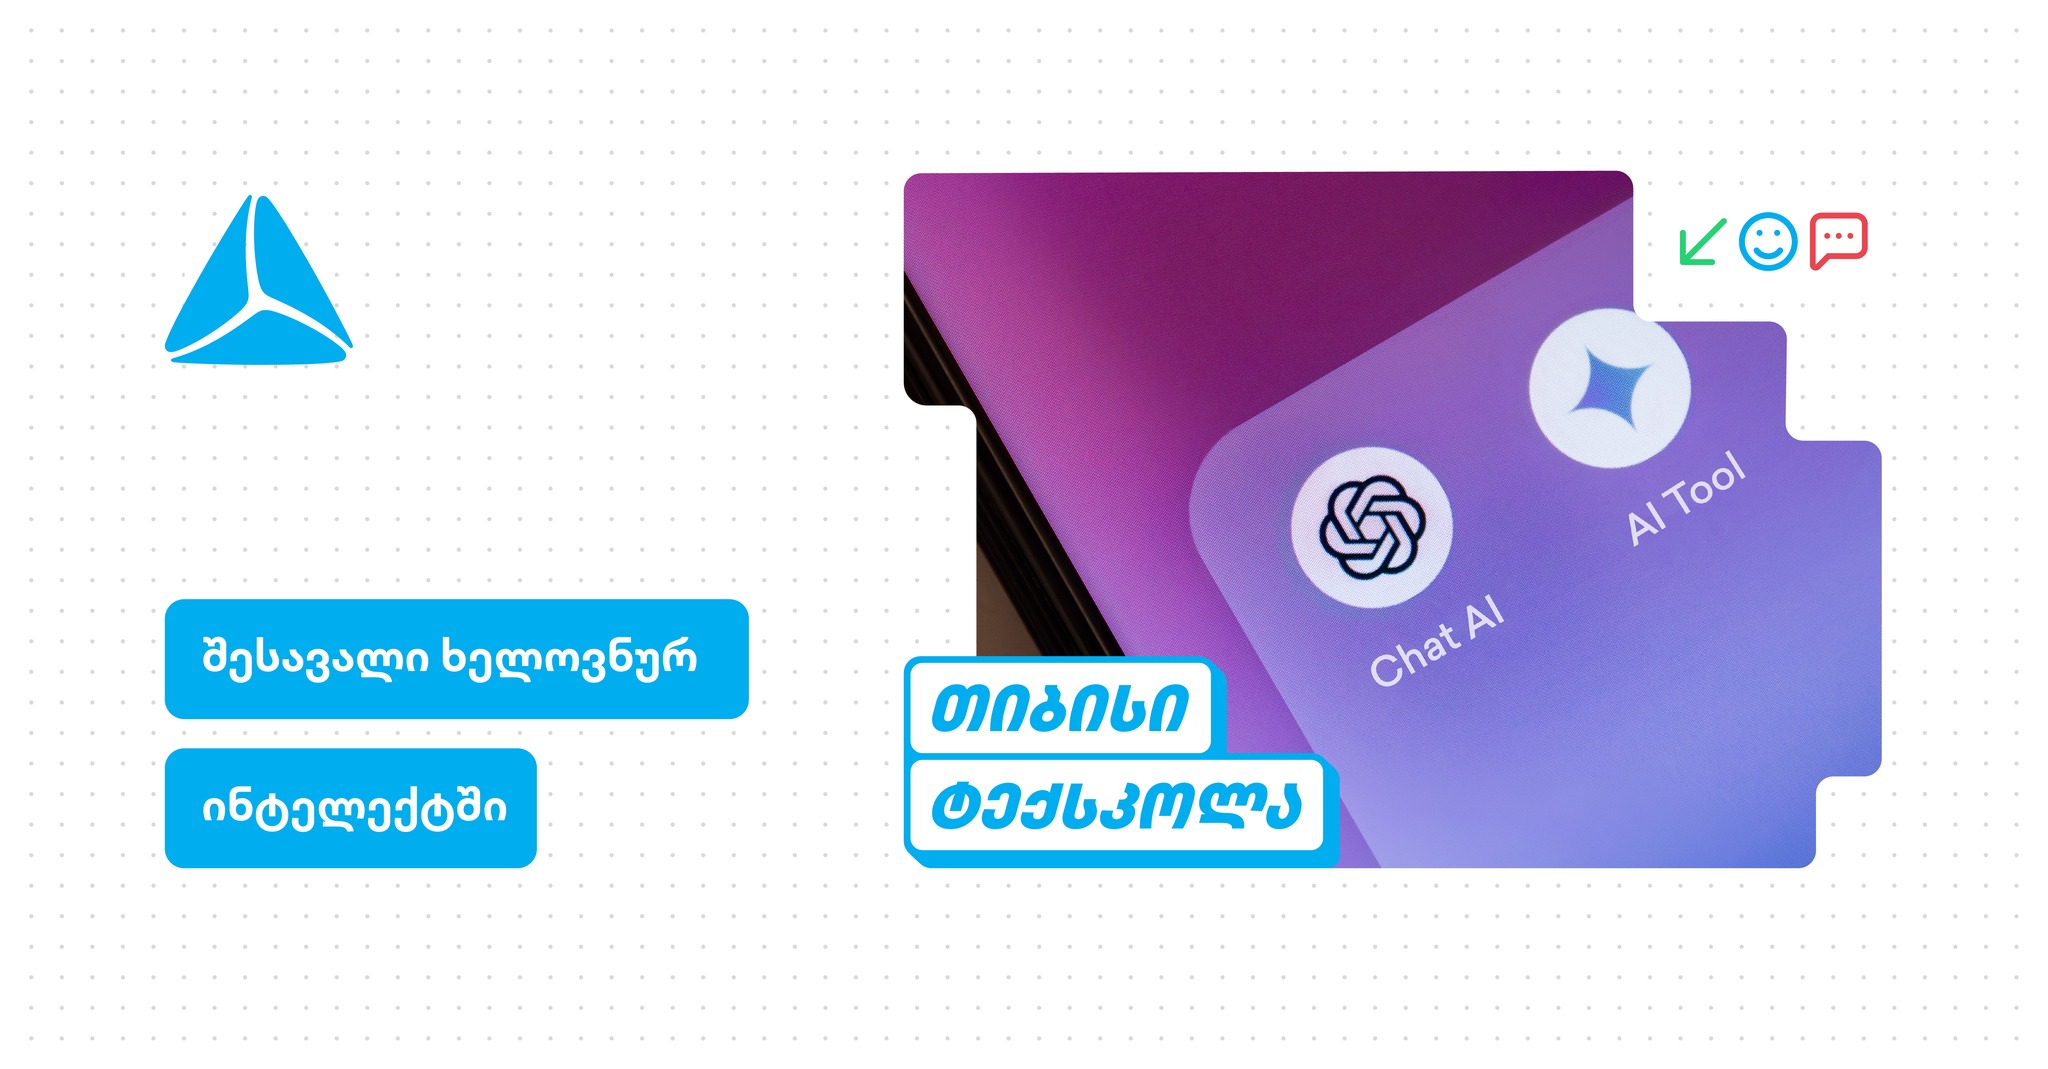 შესავალი ხელოვნურ
ინტელექტში
Chat AI
AI Tool
თიბისი
ტექსკოლა